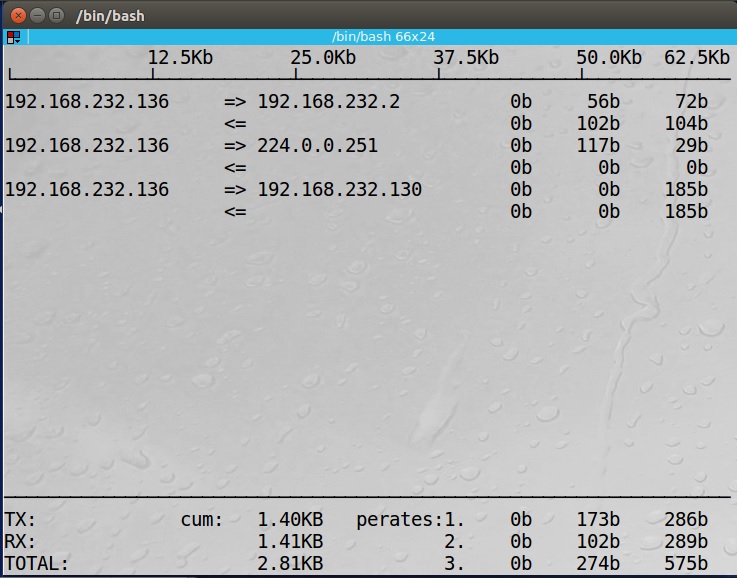 /bin/bash
/bin/bash 66x24
12.5Kb 25.0Kb 37.5Kb 50.0Kb 62.5Kb
192.168.232.136 => 192.168.232.2 0b 56b 72b
<= 0b 102b 104b
192.168.232.136 => 224.0.0.251 0b 117b 29b
<= 0b 0b 0b
192.168.232.136 => 192.168.232.130 0b 0b 185b
<= 0b 0b 185b
TX: cum: 1.40KB perates:1. 0b 173b 286b
RX: 1.41KB 2. 0b 102b 289b
TOTAL: 2.81KB 3. 0b 274b 575b